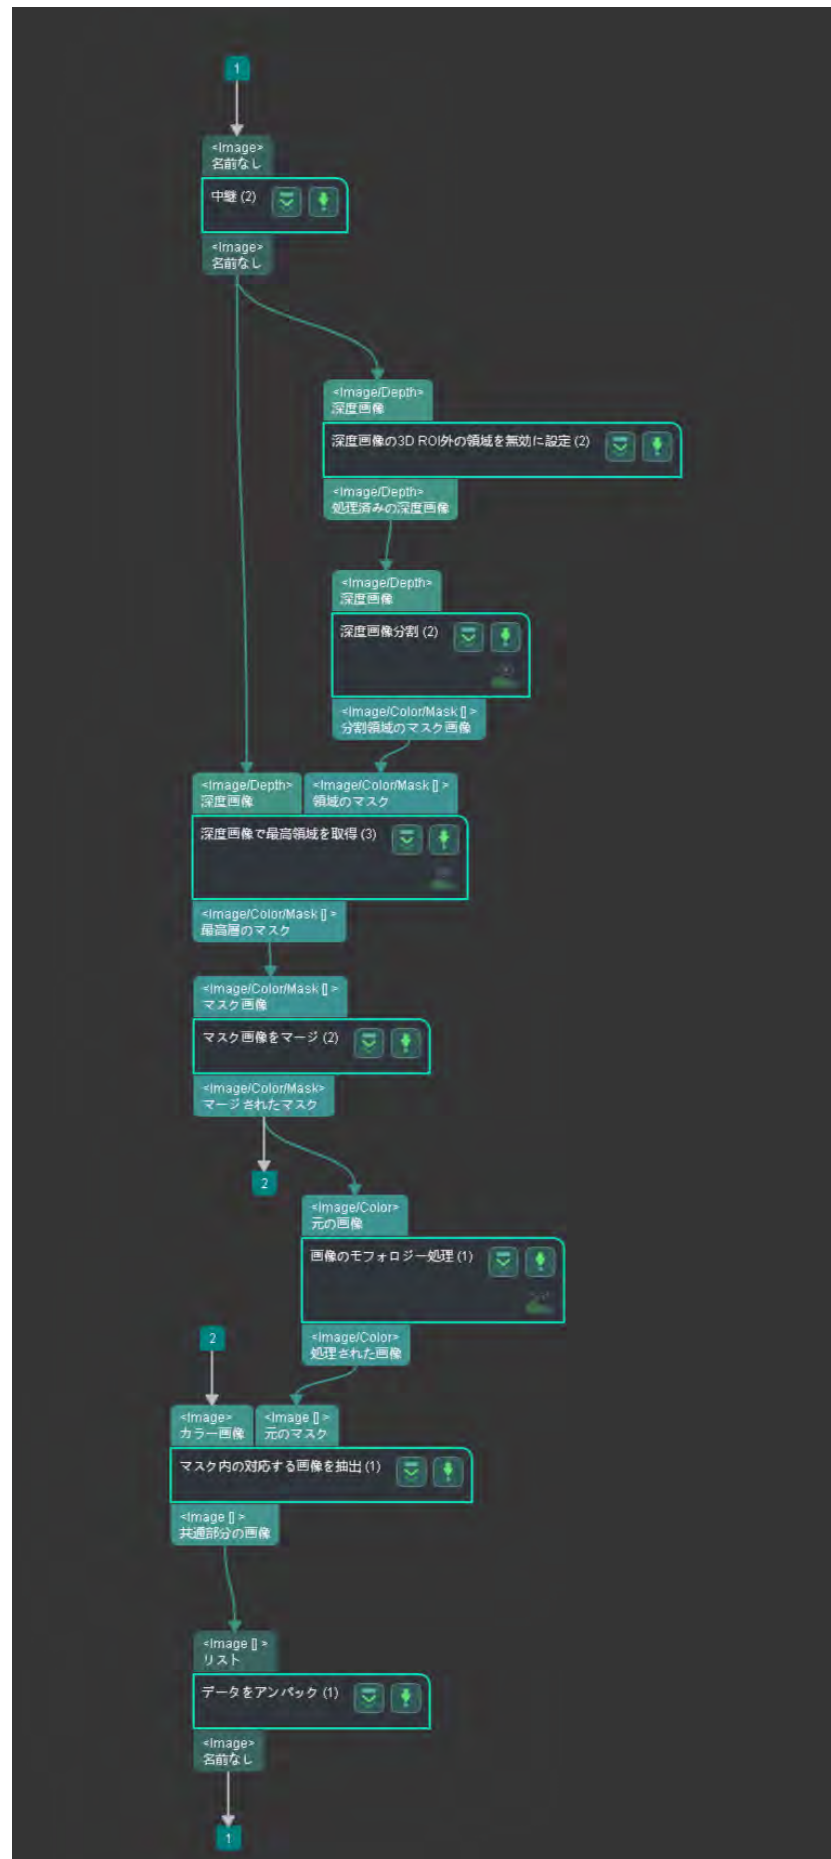 1
<Image>
名前なし
中継 (2)
<Image>
名前なし
<Image/Depth>
深度画像
深度画像の3D ROI外の領域を無効に設定 (2)
<Image/Depth>
処理済みの深度画像
<Image/Depth>
深度画像
深度画像分割 (2)
<Image/Color/Mask [] >
分割領域のマスク画像
<Image/Depth> <Image/Color/Mask [] >
深度画像 領域のマスク
深度画像で最高領域を取得 (3)
<Image/Color/Mask [] >
最高層のマスク
<Image/Color/Mask [] >
マスク画像
マスク画像をマージ (2)
<Image/Color/Mask>
マージされたマスク
2
<Image/Color>
元の画像
画像のモフォロジー処理 (1)
<Image/Color>
処理された画像
2
<Image> <Image [] >
カラー画像 元のマスク
マスク内の対応する画像を抽出 (1)
<Image [] >
共通部分の画像
<Image [] >
リスト
データをアンパック (1)
<Image>
名前なし
1